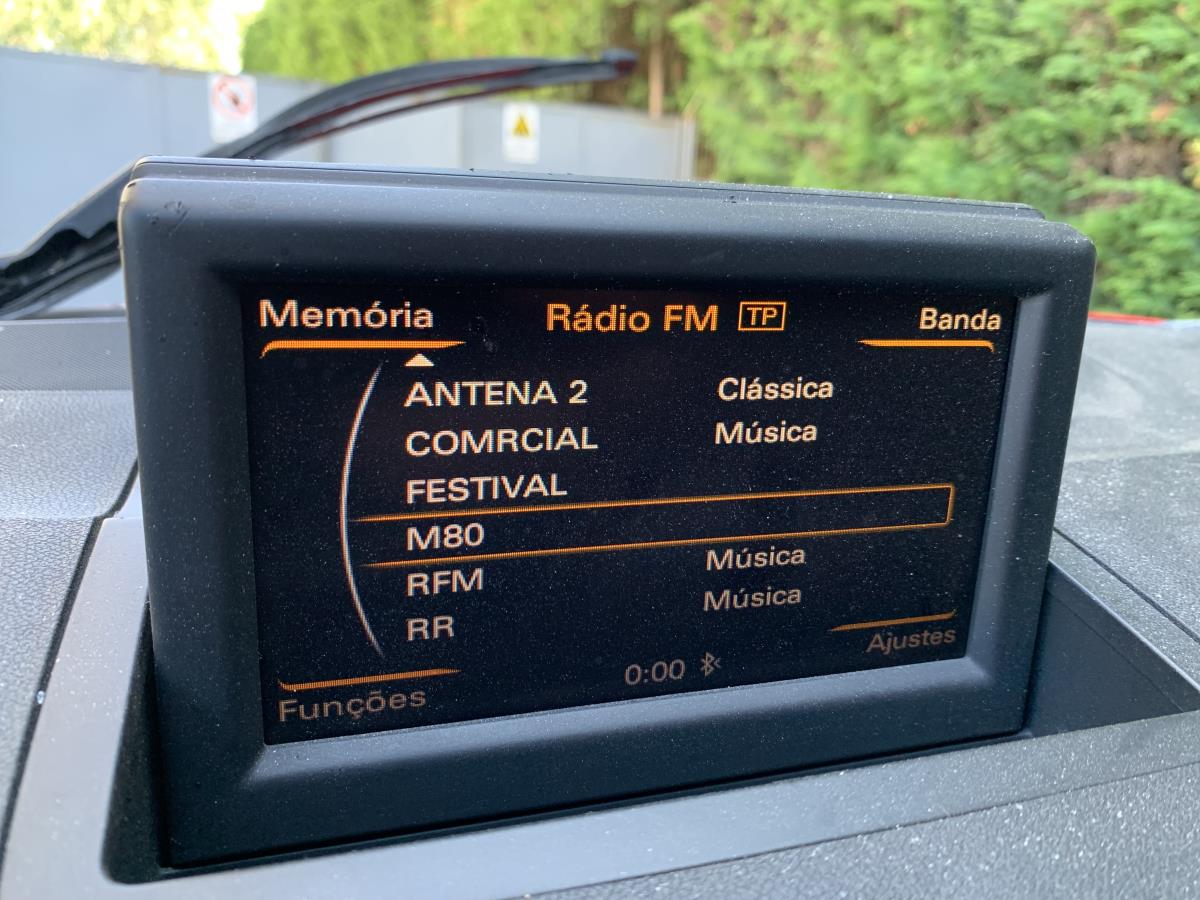 Memória Rádio FM TP Banda
ANTENA 2 Clássica
COMRCIAL Música
FESTIVAL
M80
RFM Música
RR Música
Funções 0:00 Ajustes